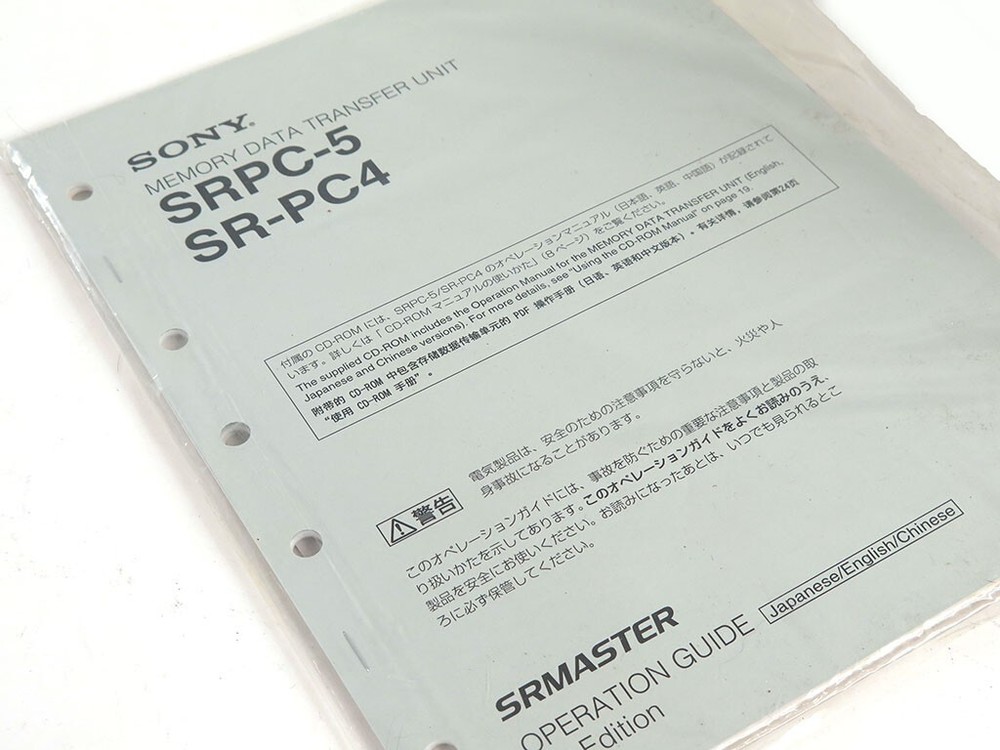 SONY®
MEMORY DATA TRANSFER UNIT
SRPC-5
SR-PC4
付属の CD-ROM には、SRPC-5/SR-PC4 のオペレーションマニュアル（日本語、英語、中国語）が記録されて
います。詳しくは「 CD-ROM マニュアルの使いかた」（8 ページ）をご覧ください。
The supplied CD-ROM includes the Operation Manual for the MEMORY DATA TRANSFER UNIT (English,
Japanese and Chinese versions). For more details, see "Using the CD-ROM Manual" on page 19.
附带的 CD-ROM 中包含存储数据传输单元的 PDF 操作手册（日语、英语和中文版本）。有关详情，请参阅第24页
“使用 CD-ROM 手册”。
警告
電気製品は、安全のための注意事項を守らないと、火災や人
身事故になることがあります。
このオペレーションガイドには、事故を防ぐための重要な注意事項と製品の取
り扱いかたを示してあります。このオペレーションガイドをよくお読みのうえ、
製品を安全にお使いください。お読みになったあとは、いつでも見られるとこ
ろに必ず保管してください。
SRMASTER
OPERATION GUIDE Japanese/English/Chinese
Edition